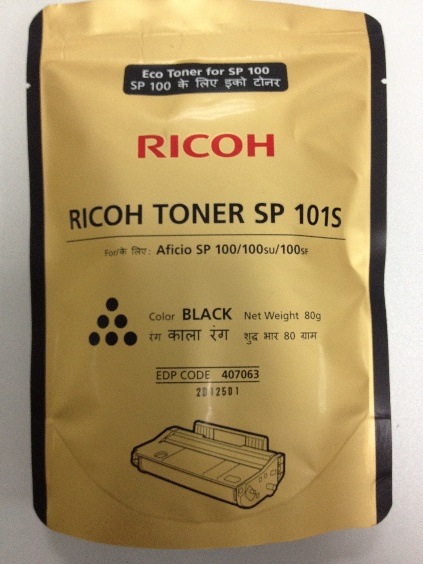 Eco Toner for SP 100
SP 100 के लिए इको टोनर
RICOH
RICOH TONER SP 101S
For/के लिए: Aficio SP 100/100SU/100SF
Color BLACK Net Weight 80g
रंग काला रंग शुद्ध भार 80 ग्राम
EDP CODE 407063
2D12501